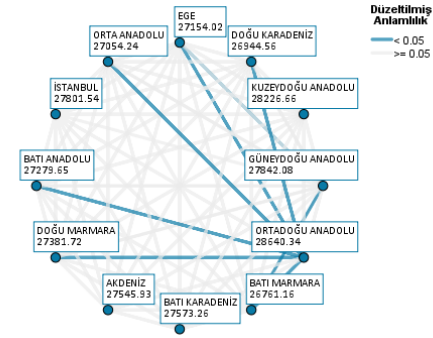 EGE
27154.02
ORTA ANADOLU
27054.24
DOĞU KARADENİZ
26944.56
Düzeltilmiş
Anlamlılık
< 0.05
>= 0.05
İSTANBUL
27801.54
KUZEYDOĞU ANADOLU
28226.66
BATI ANADOLU
27279.65
GÜNEYDOĞU ANADOLU
27842.08
DOĞU MARMARA
27381.72
ORTADOĞU ANADOLU
28640.34
AKDENİZ
27545.93
BATI KARADENİZ
27573.26
BATI MARMARA
26761.16